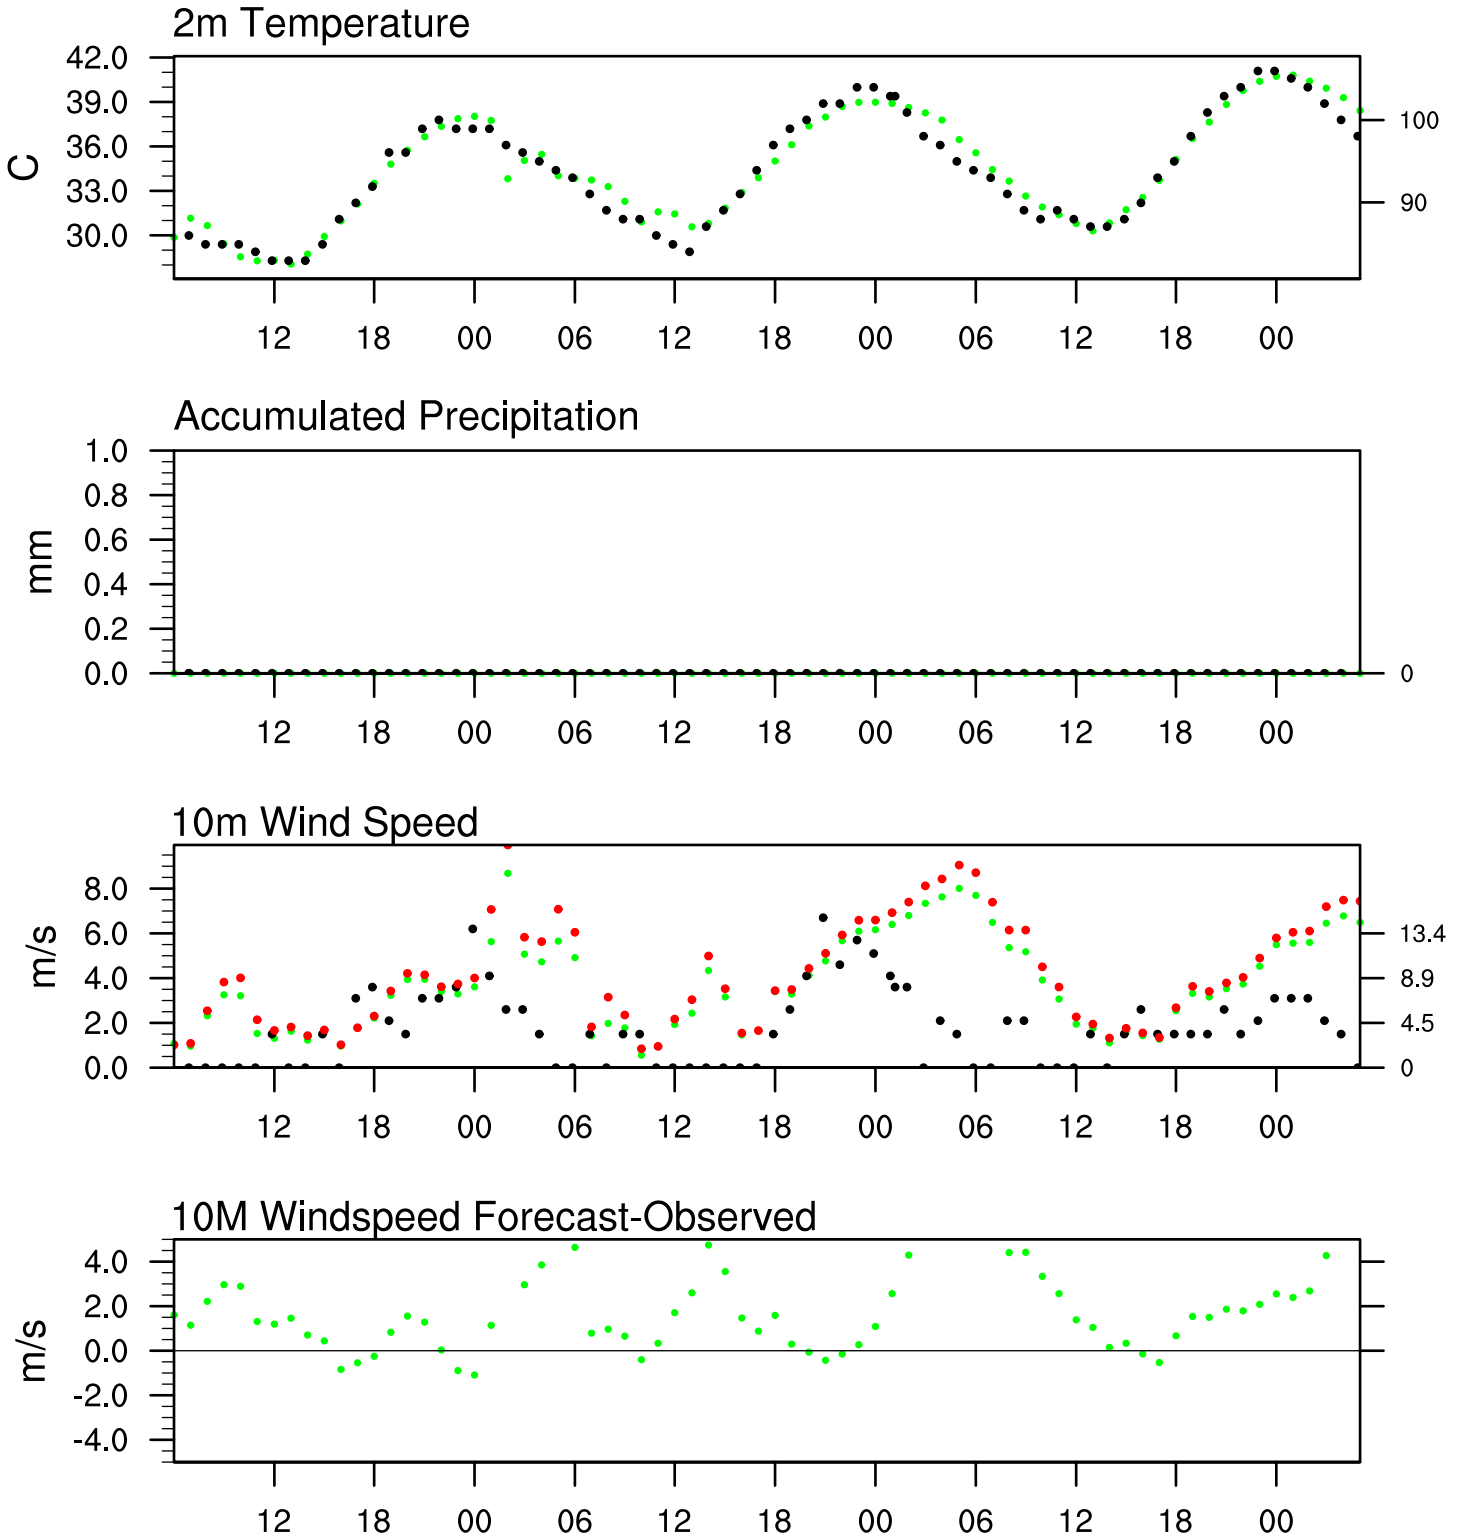 2m Temperature
42.0
39.0
36.0
33.0
30.0
C
100
90
12 18 00 06 12 18 00 06 12 18 00
Accumulated Precipitation
1.0
0.8
0.6
0.4
0.2
0.0
mm
0
12 18 00 06 12 18 00 06 12 18 00
10m Wind Speed
8.0
6.0
4.0
2.0
0.0
m/s
13.4
8.9
4.5
0
12 18 00 06 12 18 00 06 12 18 00
10M Windspeed Forecast-Observed
4.0
2.0
0.0
-2.0
-4.0
m/s
12 18 00 06 12 18 00 06 12 18 00